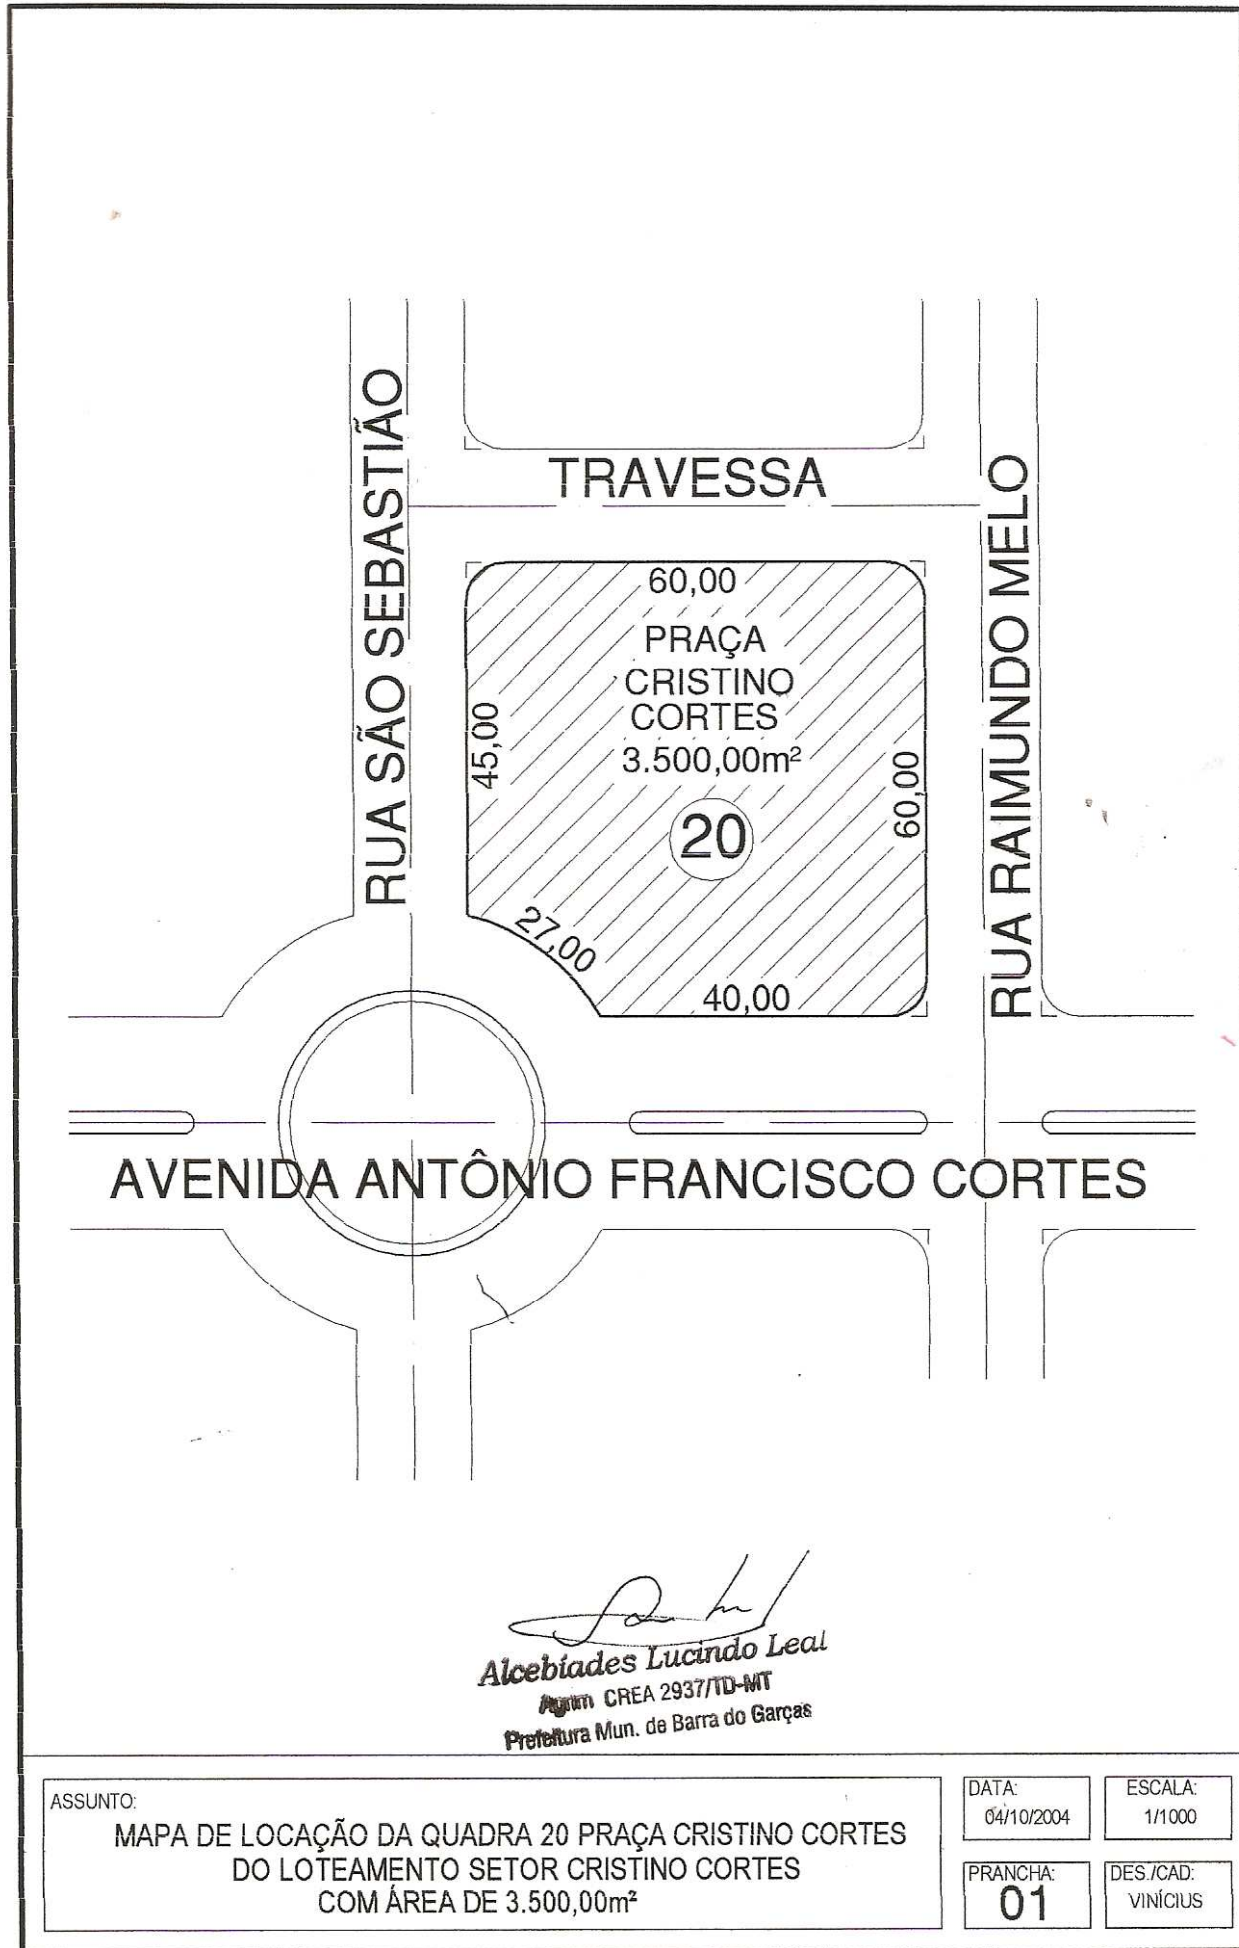 RUA SÃO SEBASTIÃO
TRAVESSA
RUA RAIMUNDO MELO
60,00
PRAÇA
CRISTINO
CORTES
3.500,00m²
45,00
60,00
20
27,00
40,00
AVENIDA ANTÔNIO FRANCISCO CORTES
Alcebíades Lucindo Leal
Agrim CREA 2937/TD-MT
Prefeitura Mun. de Barra do Garças
ASSUNTO:
MAPA DE LOCAÇÃO DA QUADRA 20 PRAÇA CRISTINO CORTES
DO LOTEAMENTO SETOR CRISTINO CORTES
COM ÁREA DE 3.500,00m²
DATA:
04/10/2004
ESCALA:
1/1000
PRANCHA:
01
DES./CAD:
VINÍCIUS